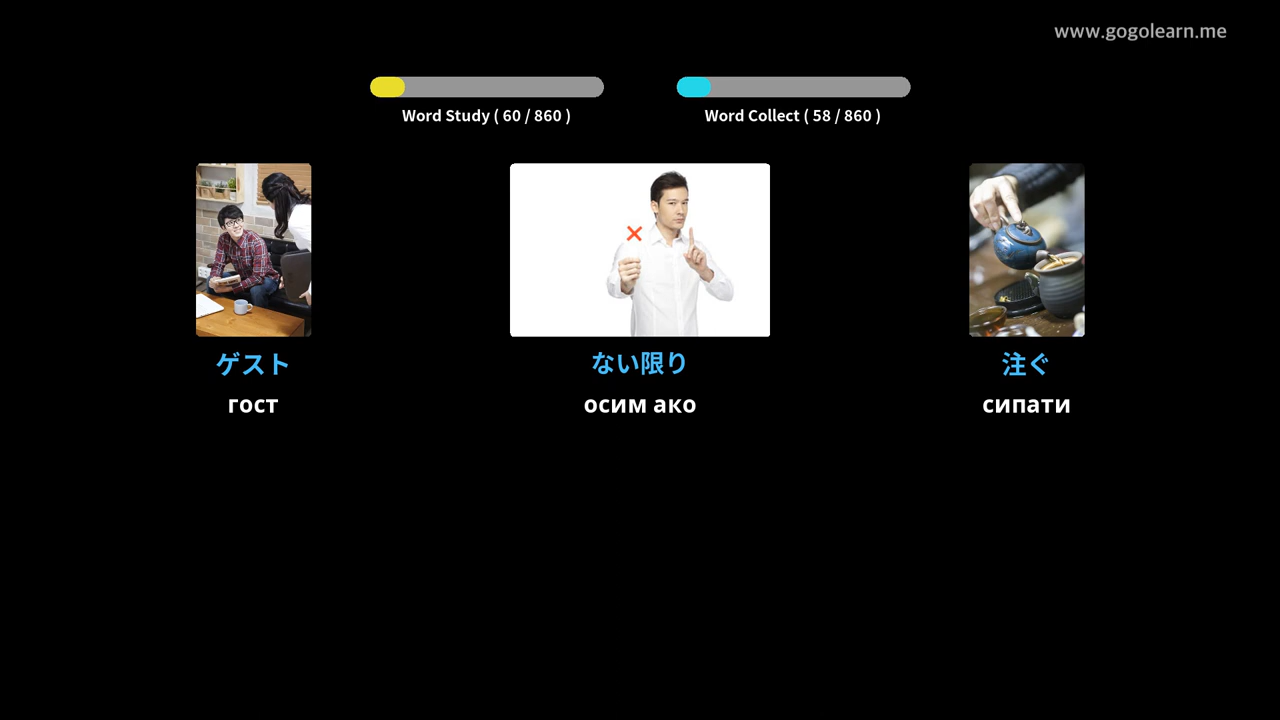 www.gogolearn.me
Word Study ( 60 / 860 )
Word Collect ( 58 / 860 )
ゲスト
гост
ない限り
осим ако
注ぐ
сипати